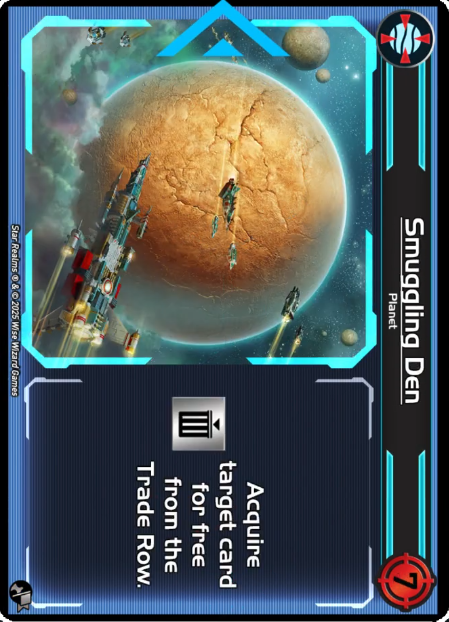 Smuggling Den
Planet
7
Acquire
target card
for free
from the
Trade Row.
Star Realms ® & © 2025 Wise Wizard Games